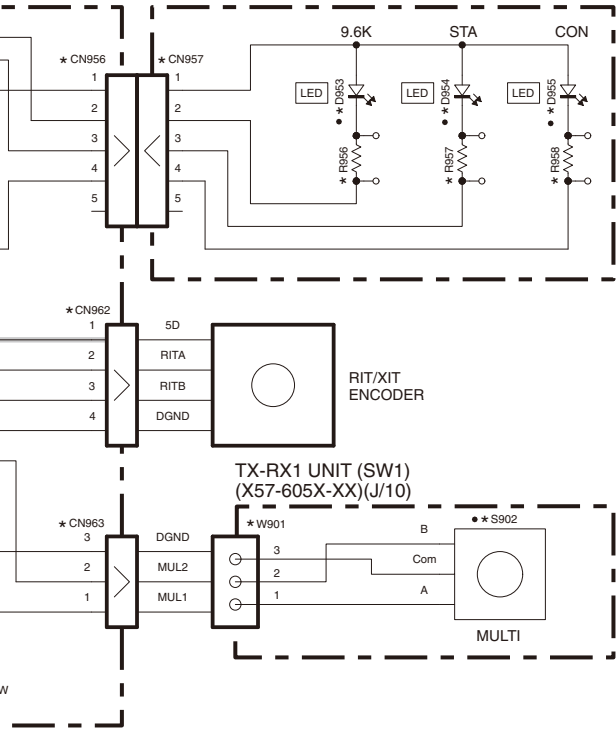 9.6K STA CON
* CN956 * CN957
1 1
2 2
3 3
4 4
5 5
LED * D953
LED * D954
LED * D955
* R956
* R957
* R958
* CN962
1 5D
2 RITA
3 RITB
4 DGND
RIT/XIT
ENCODER
TX-RX1 UNIT (SW1)
(X57-605X-XX)(J/10)
* CN963
3 DGND
2 MUL2
1 MUL1
* W901
3
2
1
* S902
B
Com
A
MULTI